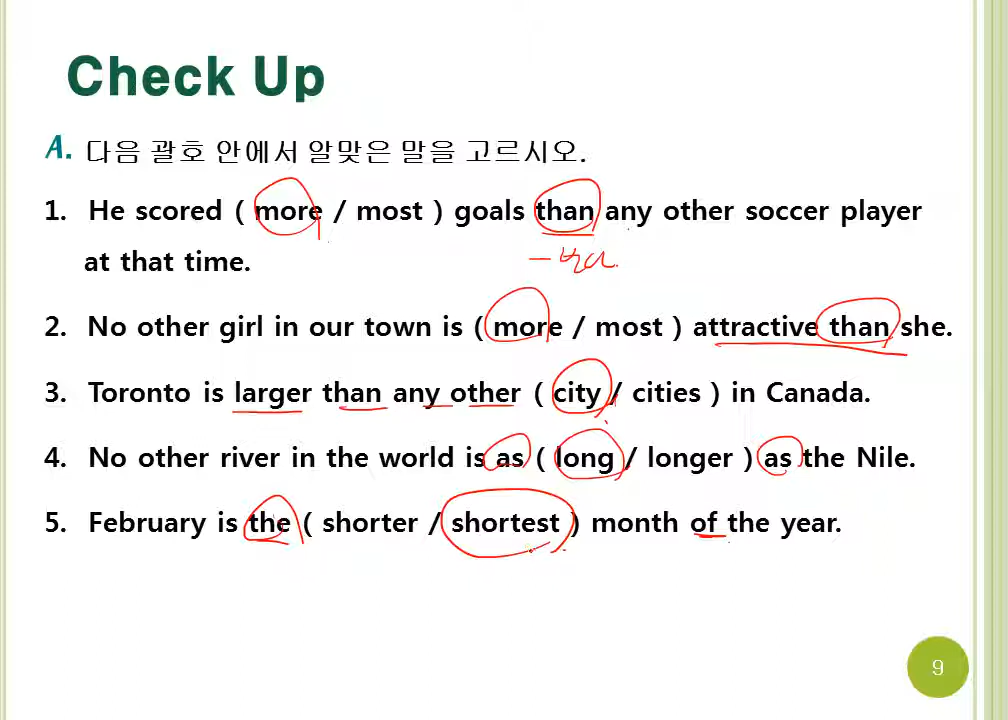 Check Up
A. 다음 괄호 안에서 알맞은 말을 고르시오.
1. He scored ( more / most ) goals than any other soccer player
at that time.
– 보다
2. No other girl in our town is ( more / most ) attractive than she.
3. Toronto is larger than any other ( city / cities ) in Canada.
4. No other river in the world is as ( long / longer ) as the Nile.
5. February is the ( shorter / shortest ) month of the year.
9